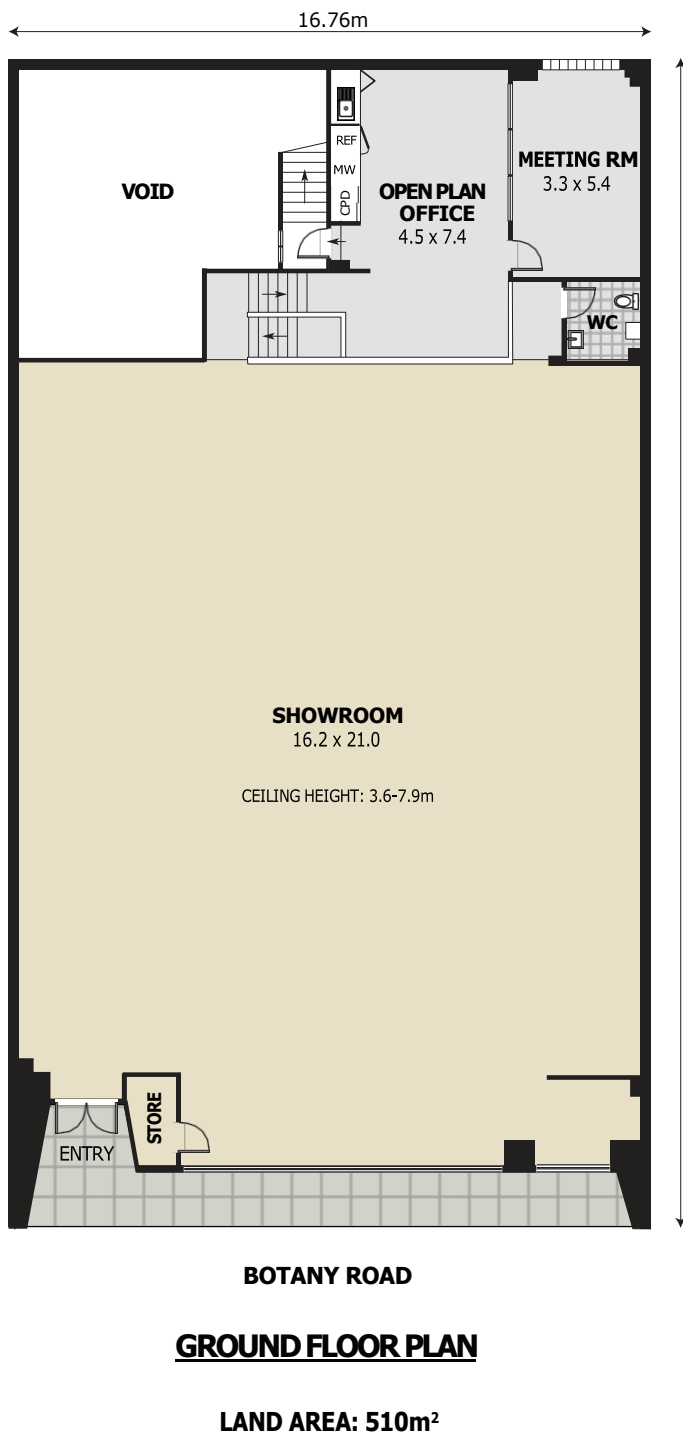 16.76m
VOID
REF
MW
CPD
OPEN PLAN
OFFICE
4.5 x 7.4
MEETING RM
3.3 x 5.4
WC
SHOWROOM
16.2 x 21.0
CEILING HEIGHT: 3.6-7.9m
STORE
ENTRY
BOTANY ROAD
GROUND FLOOR PLAN
LAND AREA: 510m²